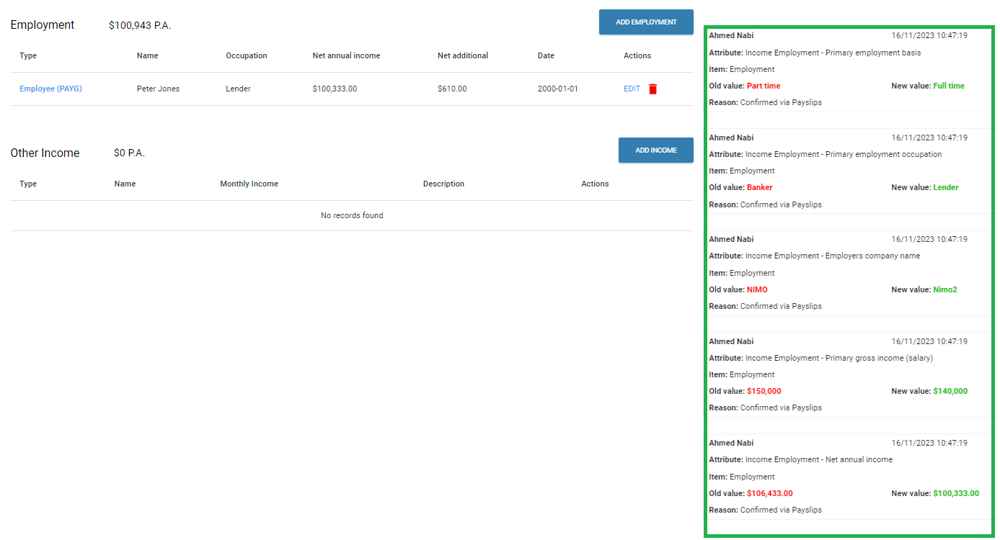 Employment $100,943 P.A. ADD EMPLOYMENT
Type Name Occupation Net annual income Net additional Date Actions
Employee (PAYG) Peter Jones Lender $100,333.00 $610.00 2000-01-01 EDIT
Other Income $0 P.A. ADD INCOME
Type Name Monthly Income Description Actions
No records found
Ahmed Nabi 16/11/2023 10:47:19
Attribute: Income Employment - Primary employment basis
Item: Employment
Old value: Part time New value: Full time
Reason: Confirmed via Payslips
Ahmed Nabi 16/11/2023 10:47:19
Attribute: Income Employment - Primary employment occupation
Item: Employment
Old value: Banker New value: Lender
Reason: Confirmed via Payslips
Ahmed Nabi 16/11/2023 10:47:19
Attribute: Income Employment - Employers company name
Item: Employment
Old value: NIMO New value: Nimo2
Reason: Confirmed via Payslips
Ahmed Nabi 16/11/2023 10:47:19
Attribute: Income Employment - Primary gross income (salary)
Item: Employment
Old value: $150,000 New value: $140,000
Reason: Confirmed via Payslips
Ahmed Nabi 16/11/2023 10:47:19
Attribute: Income Employment - Net annual income
Item: Employment
Old value: $106,433.00 New value: $100,333.00
Reason: Confirmed via Payslips